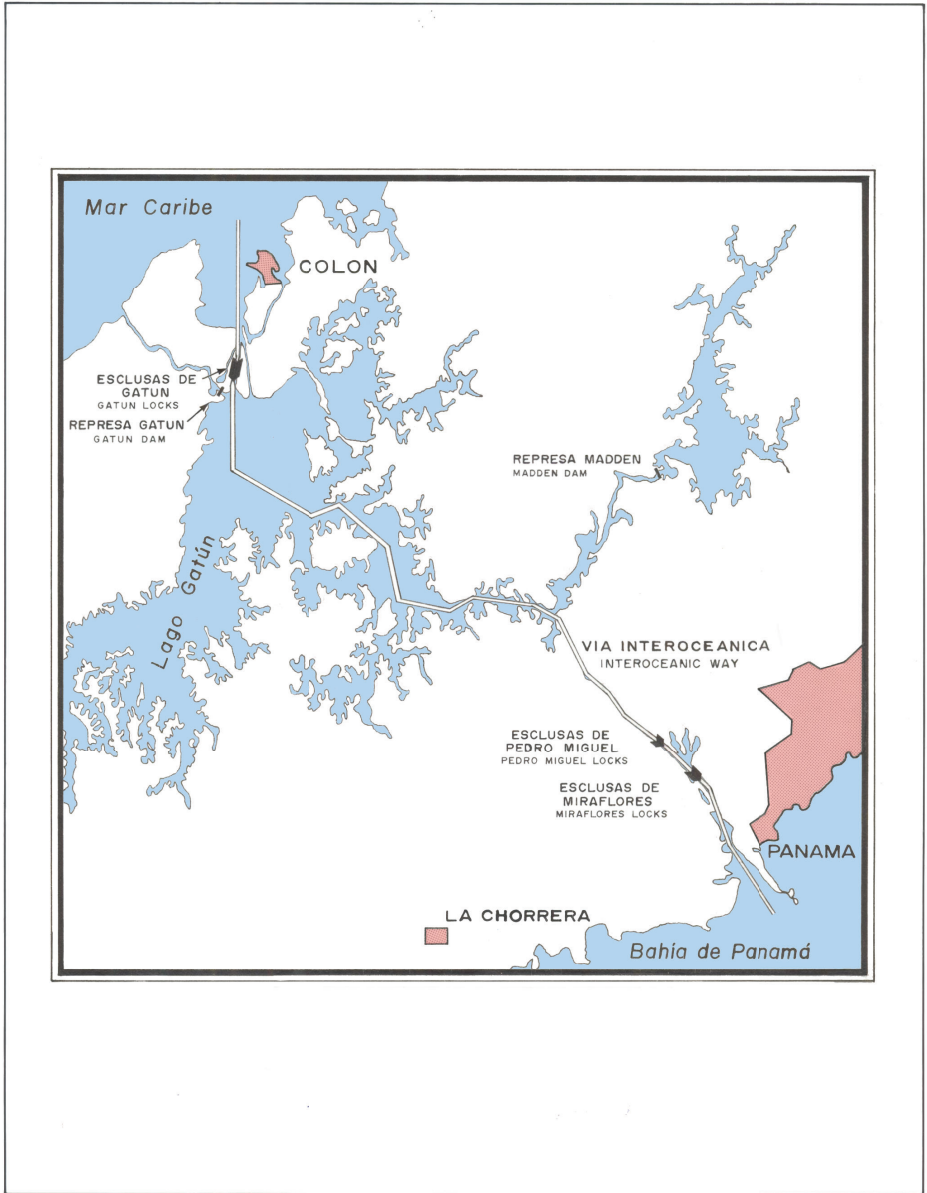 Mar Caribe
COLON
ESCLUSAS DE
GATUN
GATUN LOCKS
REPRESA GATUN
GATUN DAM
REPRESA MADDEN
MADDEN DAM
Lago Gatún
VIA INTEROCEANICA
INTEROCEANIC WAY
ESCLUSAS DE
PEDRO MIGUEL
PEDRO MIGUEL LOCKS
ESCLUSAS DE
MIRAFLORES
MIRAFLORES LOCKS
PANAMA
LA CHORRERA
Bahía de Panamá